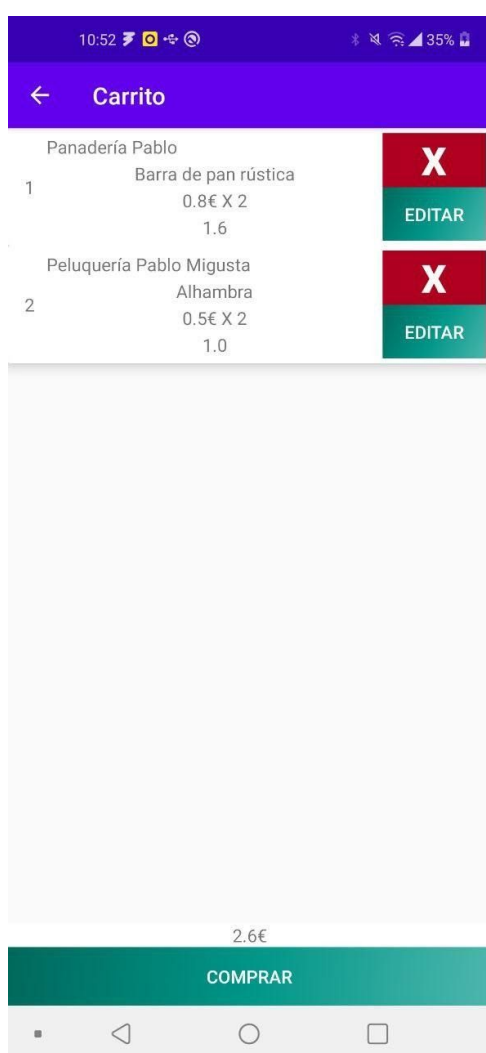 10:52 35%
Carrito
Panadería Pablo
X
1
Barra de pan rústica
0.8€ X 2
1.6
EDITAR
Peluquería Pablo Migusta
X
2
Alhambra
0.5€ X 2
1.0
EDITAR
2.6€
COMPRAR